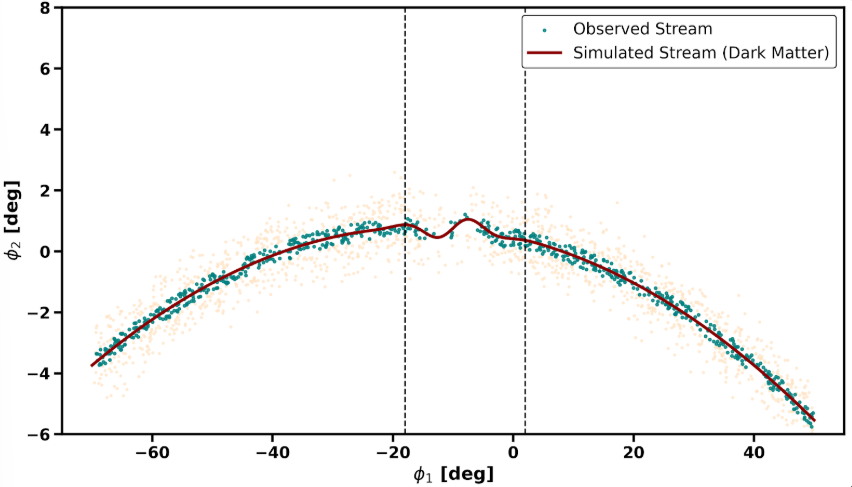 8
6
4
2
0
−2
−4
−6
ϕ2 [deg]
Observed Stream
Simulated Stream (Dark Matter)
−60 −40 −20 0 20 40
ϕ1 [deg]